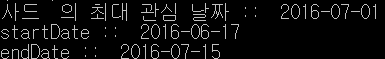 사드 의 최대 관심 날짜 :: 2016-07-01
startDate :: 2016-06-17
endDate :: 2016-07-15